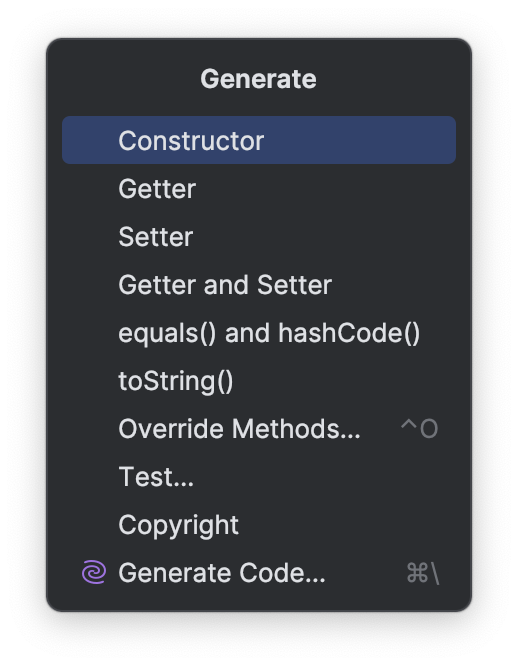 Generate
Constructor
Getter
Setter
Getter and Setter
equals() and hashCode()
toString()
Override Methods... ^O
Test...
Copyright
Generate Code... ⌘\